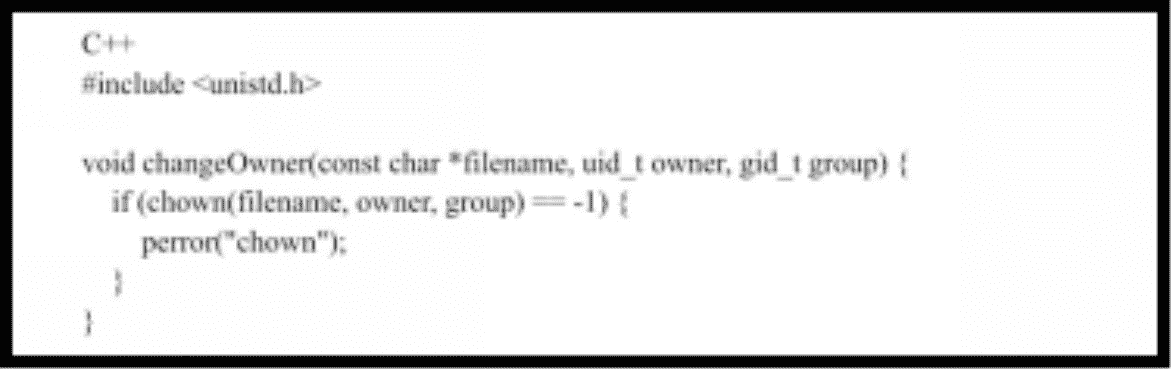 C++
#include <unistd.h>
void changeOwner(const char *filename, uid_t owner, gid_t group) {
if (chown(filename, owner, group) == -1) {
perror("chown");
}
}